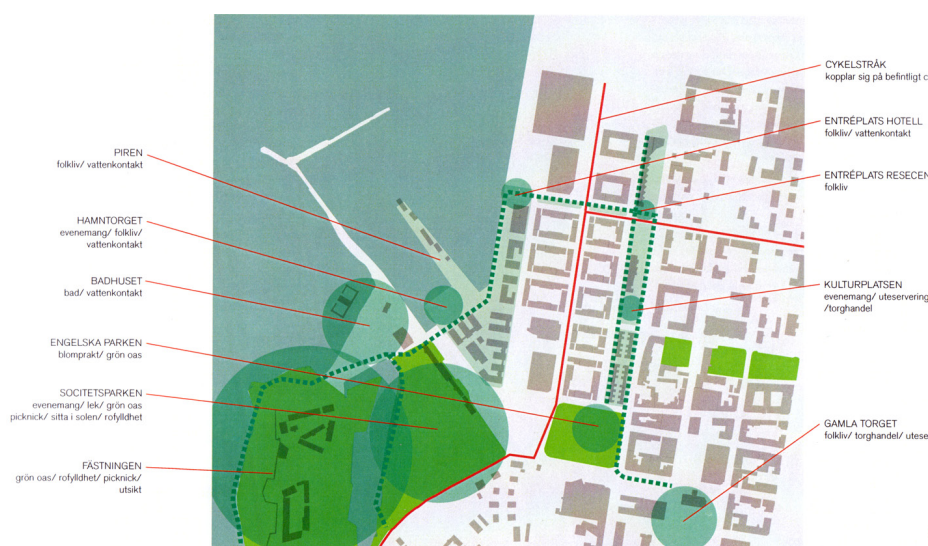 PIREN
folkliv/ vattenkontakt
HAMNTORGET
evenemang/ folkliv/
vattenkontakt
BADHUSET
bad/ vattenkontakt
ENGELSKA PARKEN
blomprakt/ grön oas
SOCITETSPARKEN
evenemang/ lek/ grön oas
picknick/ sitta i solen/ rofylldhet
FÄSTNINGEN
grön oas/ rofylldhet/ picknick/
utsikt
CYKELSTRÅK
kopplar sig på befintligt c
ENTRÉPLATS HOTELL
folkliv/ vattenkontakt
ENTRÉPLATS RESECEN
folkliv
KULTURPLATSEN
evenemang/ uteservering
/torghandel
GAMLA TORGET
folkliv/ torghandel/ utese